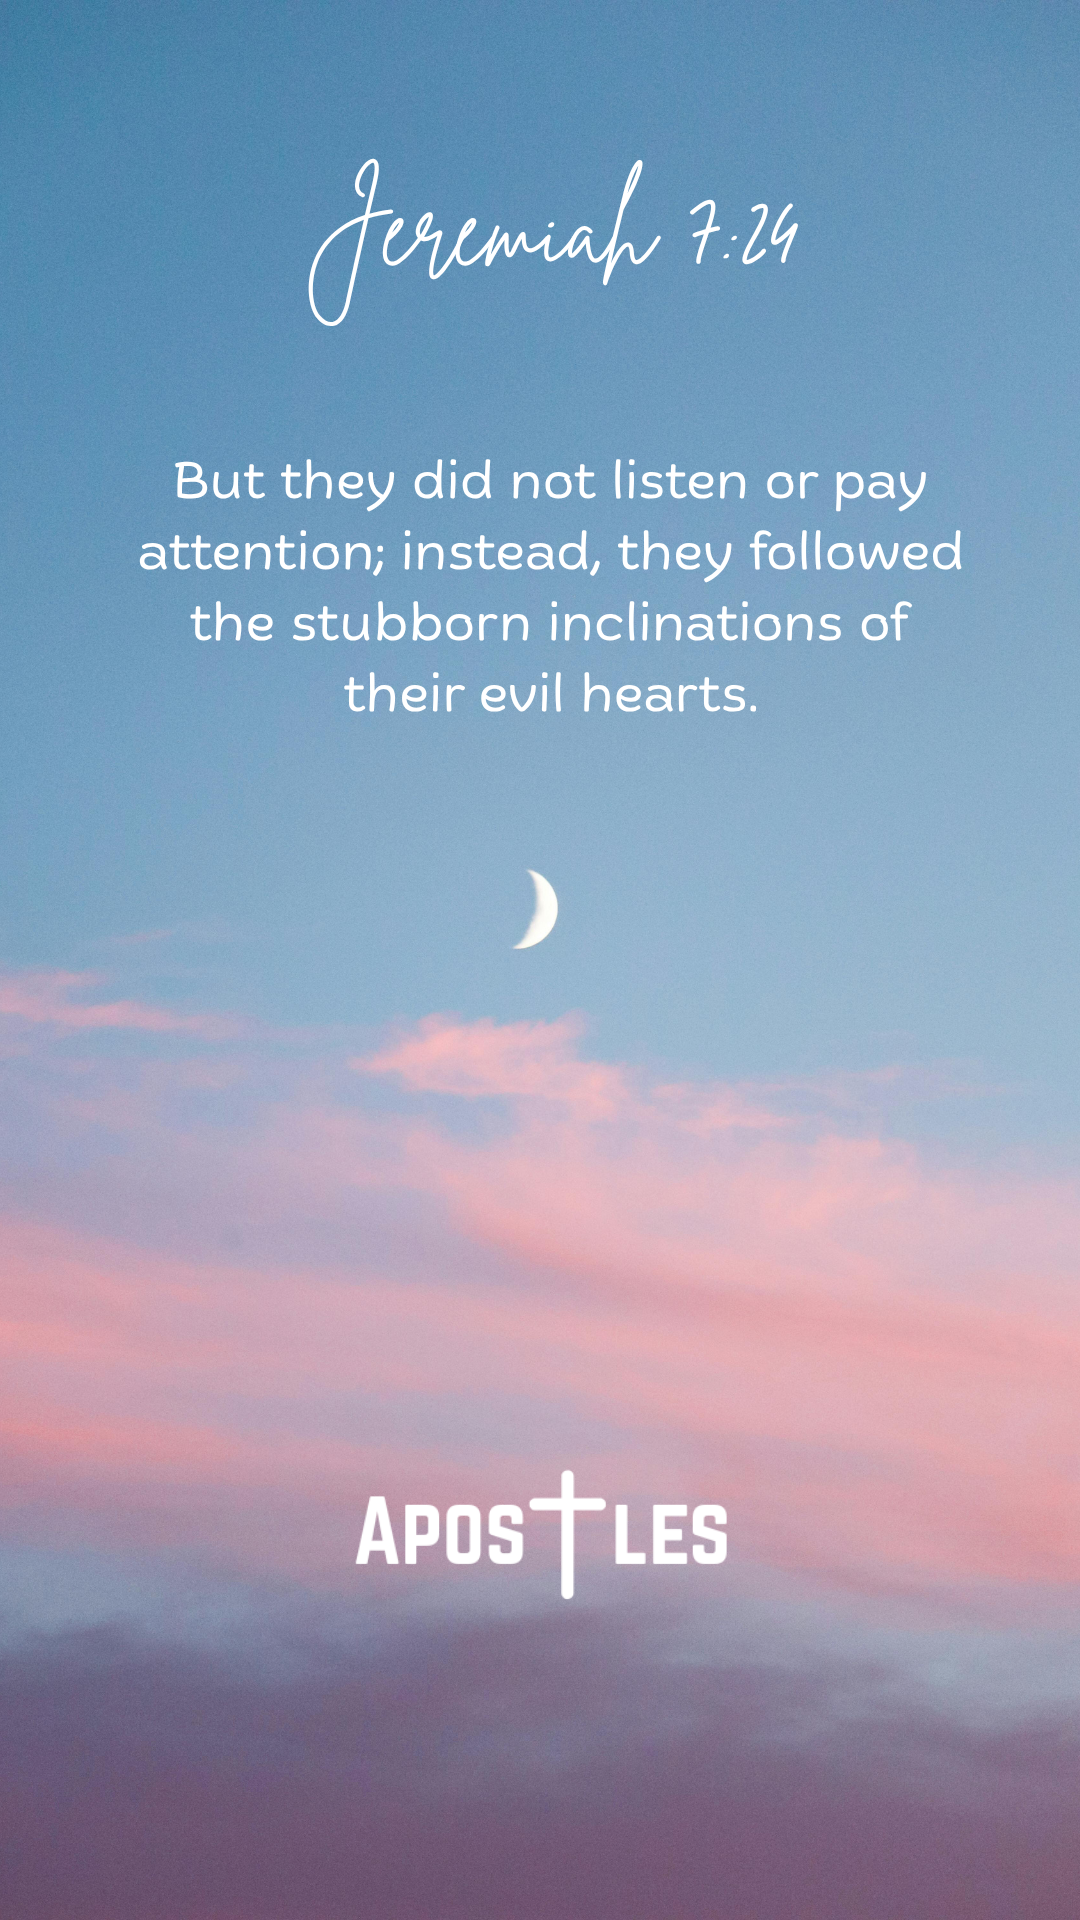 Jeremiah 7:24
But they did not listen or pay
attention; instead, they followed
the stubborn inclinations of
their evil hearts.
APOSTLES